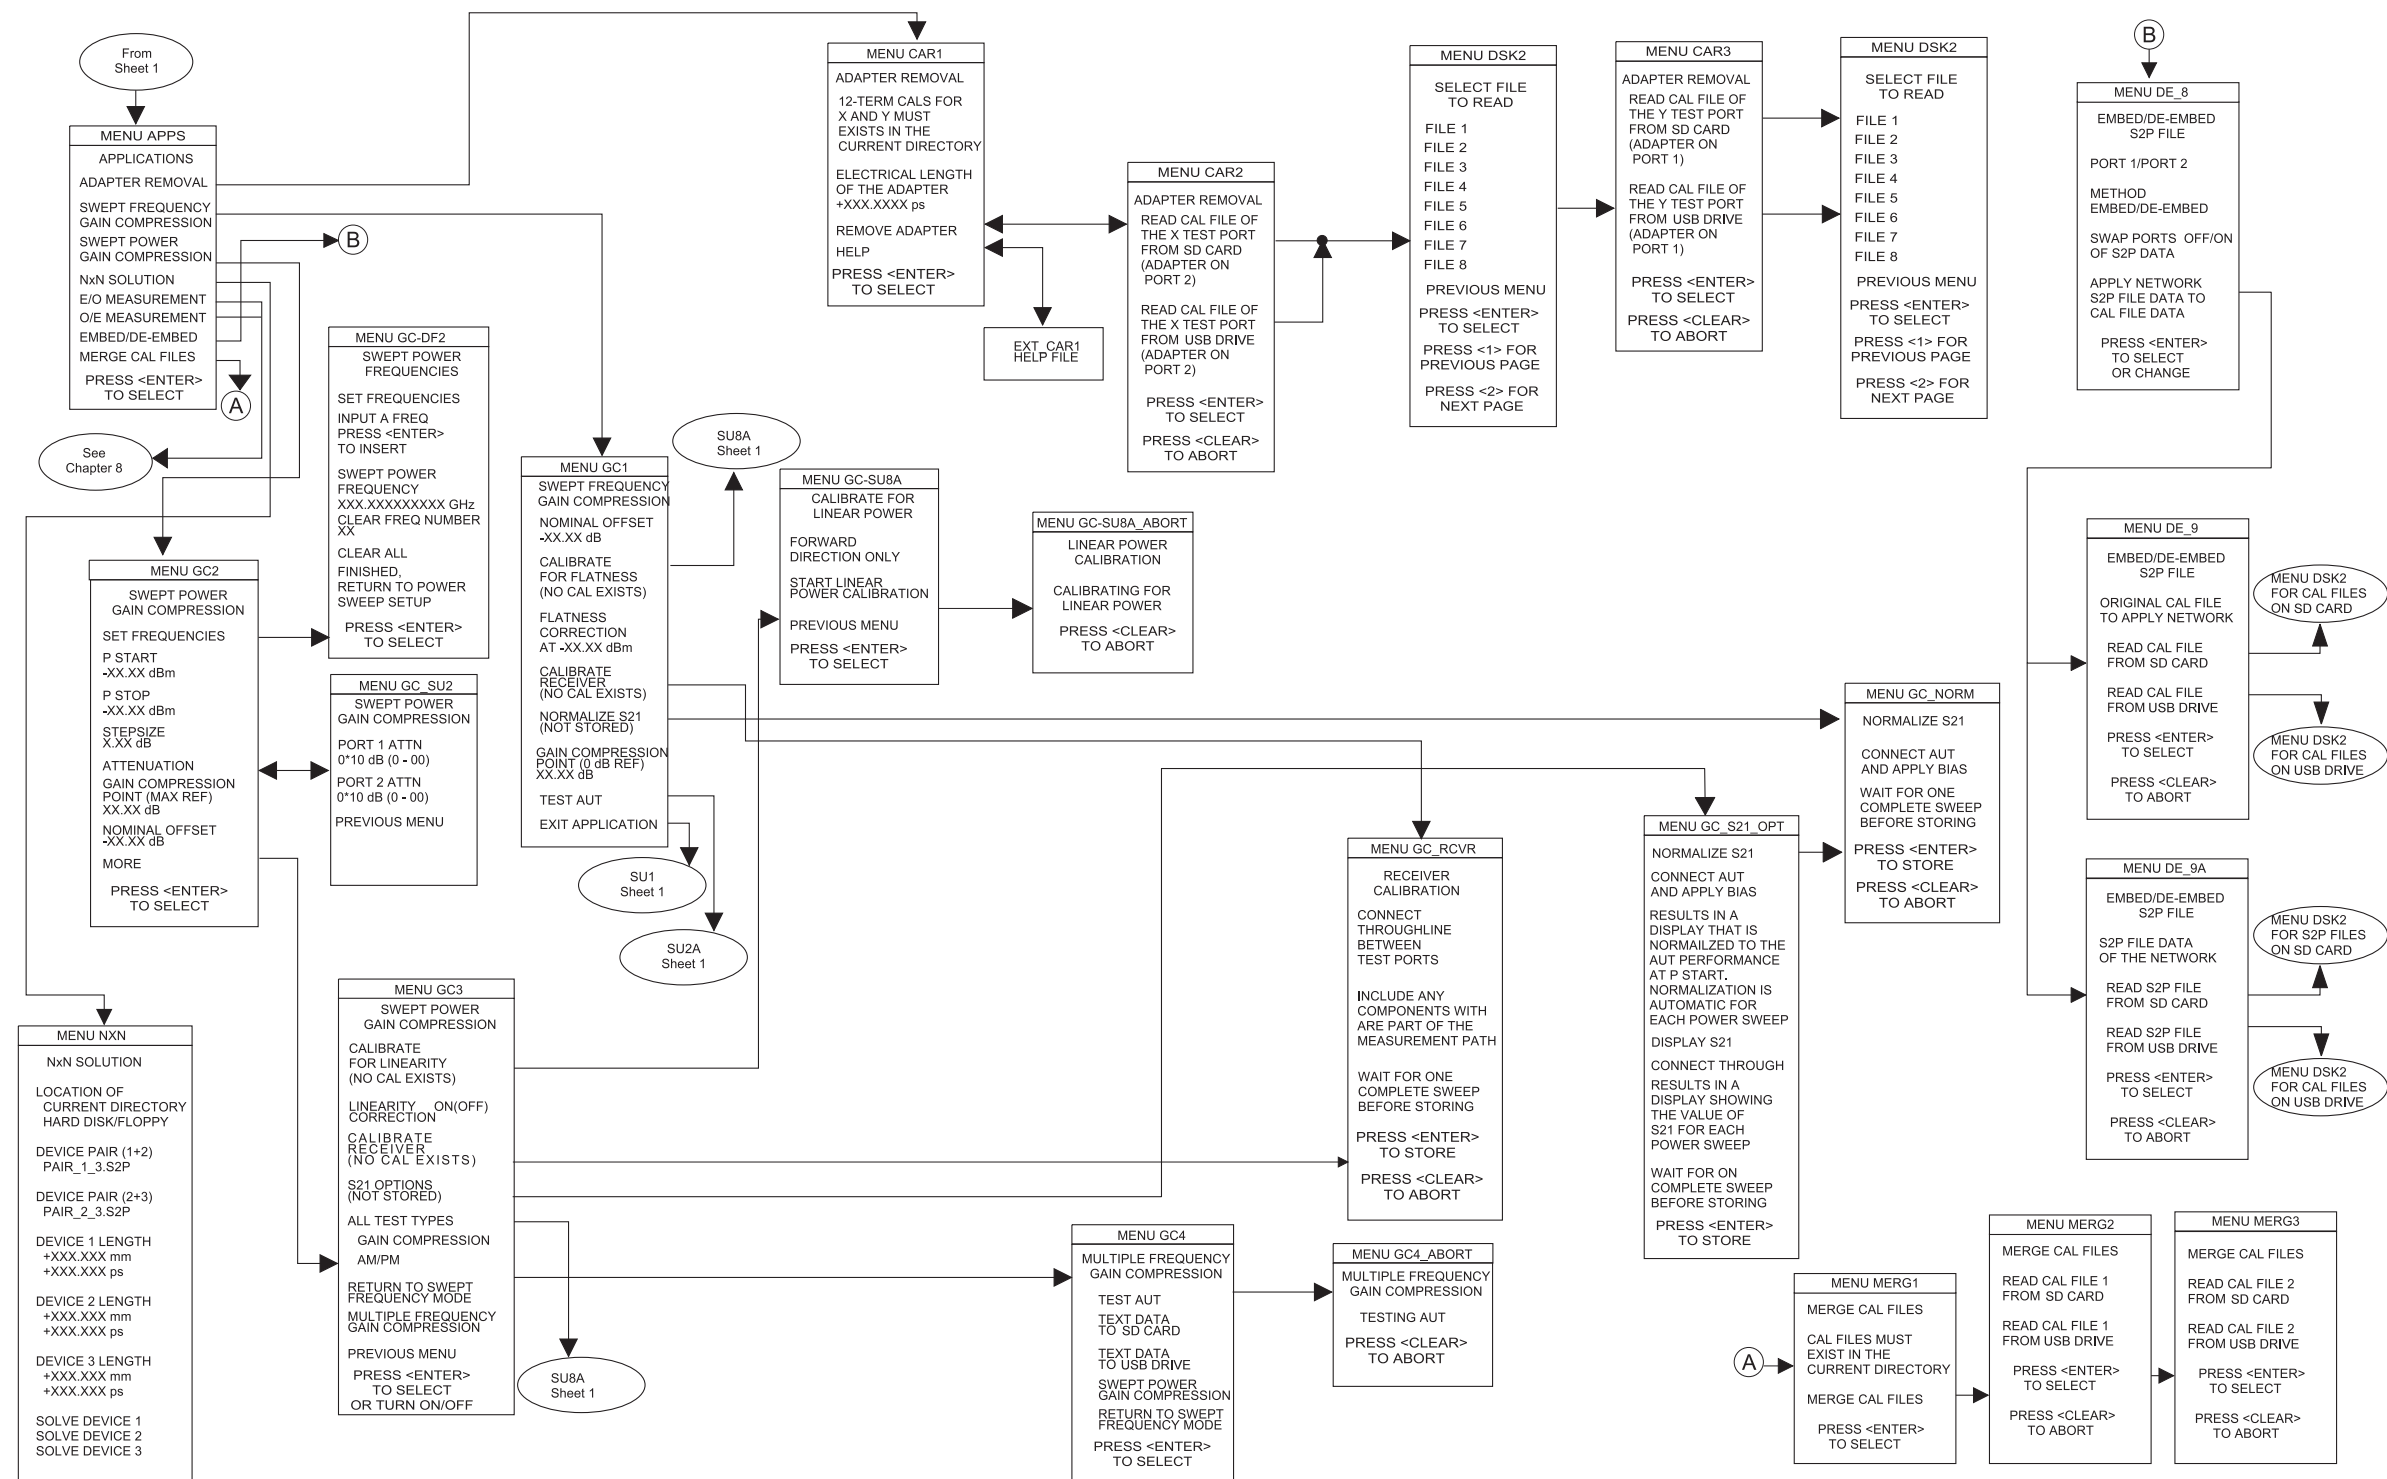 From
Sheet 1
MENU APPS
APPLICATIONS
ADAPTER REMOVAL
SWEPT FREQUENCY
GAIN COMPRESSION
SWEPT POWER
GAIN COMPRESSION
NxN SOLUTION
E/O MEASUREMENT
O/E MEASUREMENT
EMBED/DE-EMBED
MERGE CAL FILES
PRESS <ENTER>
TO SELECT
B
A
See
Chapter 8
MENU GC-DF2
SWEPT POWER
FREQUENCIES
SET FREQUENCIES
INPUT A FREQ
PRESS <ENTER>
TO INSERT
SWEPT POWER
FREQUENCY
XXX.XXXXXXXXX GHz
CLEAR FREQ NUMBER
XX
CLEAR ALL
FINISHED,
RETURN TO POWER
SWEEP SETUP
PRESS <ENTER>
TO SELECT
MENU GC2
SWEPT POWER
GAIN COMPRESSION
SET FREQUENCIES
P START
-XX.XX dBm
P STOP
-XX.XX dBm
STEPSIZE
X.XX dB
ATTENUATION
GAIN COMPRESSION
POINT (MAX REF)
XX.XX dB
NOMINAL OFFSET
-XX.XX dB
MORE
PRESS <ENTER>
TO SELECT
MENU GC_SU2
SWEPT POWER
GAIN COMPRESSION
PORT 1 ATTN
0*10 dB (0 - 00)
PORT 2 ATTN
0*10 dB (0 - 00)
PREVIOUS MENU
MENU NXN
NxN SOLUTION
LOCATION OF
CURRENT DIRECTORY
HARD DISK/FLOPPY
DEVICE PAIR (1+2)
PAIR_1_3.S2P
DEVICE PAIR (2+3)
PAIR_2_3.S2P
DEVICE 1 LENGTH
+XXX.XXX mm
+XXX.XXX ps
DEVICE 2 LENGTH
+XXX.XXX mm
+XXX.XXX ps
DEVICE 3 LENGTH
+XXX.XXX mm
+XXX.XXX ps
SOLVE DEVICE 1
SOLVE DEVICE 2
SOLVE DEVICE 3
MENU GC3
SWEPT POWER
GAIN COMPRESSION
CALIBRATE
FOR LINEARITY
(NO CAL EXISTS)
LINEARITY ON(OFF)
CORRECTION
CALIBRATE
RECEIVER
(NO CAL EXISTS)
S21 OPTIONS
(NOT STORED)
ALL TEST TYPES
GAIN COMPRESSION
AM/PM
RETURN TO SWEPT
FREQUENCY MODE
MULTIPLE FREQUENCY
GAIN COMPRESSION
PREVIOUS MENU
PRESS <ENTER>
TO SELECT
OR TURN ON/OFF
SU8A
Sheet 1
MENU CAR1
ADAPTER REMOVAL
12-TERM CALS FOR
X AND Y MUST
EXISTS IN THE
CURRENT DIRECTORY
ELECTRICAL LENGTH
OF THE ADAPTER
+XXX.XXXX ps
REMOVE ADAPTER
HELP
PRESS <ENTER>
TO SELECT
EXT_CAR1
HELP FILE
MENU CAR2
ADAPTER REMOVAL
READ CAL FILE OF
THE X TEST PORT
FROM SD CARD
(ADAPTER ON
PORT 2)
READ CAL FILE OF
THE X TEST PORT
FROM USB DRIVE
(ADAPTER ON
PORT 2)
PRESS <ENTER>
TO SELECT
PRESS <CLEAR>
TO ABORT
MENU DSK2
SELECT FILE
TO READ
FILE 1
FILE 2
FILE 3
FILE 4
FILE 5
FILE 6
FILE 7
FILE 8
PREVIOUS MENU
PRESS <ENTER>
TO SELECT
PRESS <1> FOR
PREVIOUS PAGE
PRESS <2> FOR
NEXT PAGE
MENU CAR3
ADAPTER REMOVAL
READ CAL FILE OF
THE Y TEST PORT
FROM SD CARD
(ADAPTER ON
PORT 1)
READ CAL FILE OF
THE Y TEST PORT
FROM USB DRIVE
(ADAPTER ON
PORT 1)
PRESS <ENTER>
TO SELECT
PRESS <CLEAR>
TO ABORT
MENU DSK2
SELECT FILE
TO READ
FILE 1
FILE 2
FILE 3
FILE 4
FILE 5
FILE 6
FILE 7
FILE 8
PREVIOUS MENU
PRESS <ENTER>
TO SELECT
PRESS <1> FOR
PREVIOUS PAGE
PRESS <2> FOR
NEXT PAGE
B
MENU DE_8
EMBED/DE-EMBED
S2P FILE
PORT 1/PORT 2
METHOD
EMBED/DE-EMBED
SWAP PORTS OFF/ON
OF S2P DATA
APPLY NETWORK
S2P FILE DATA TO
CAL FILE DATA
PRESS <ENTER>
TO SELECT
OR CHANGE
MENU GC1
SWEPT FREQUENCY
GAIN COMPRESSION
NOMINAL OFFSET
-XX.XX dB
CALIBRATE
FOR FLATNESS
(NO CAL EXISTS)
FLATNESS
CORRECTION
AT -XX.XX dBm
CALIBRATE
RECEIVER
(NO CAL EXISTS)
NORMALIZE S21
(NOT STORED)
GAIN COMPRESSION
POINT (0 dB REF)
XX.XX dB
TEST AUT
EXIT APPLICATION
SU8A
Sheet 1
SU1
Sheet 1
SU2A
Sheet 1
MENU GC-SU8A
CALIBRATE FOR
LINEAR POWER
FORWARD
DIRECTION ONLY
START LINEAR
POWER CALIBRATION
PREVIOUS MENU
PRESS <ENTER>
TO SELECT
MENU GC-SU8A_ABORT
LINEAR POWER
CALIBRATION
CALIBRATING FOR
LINEAR POWER
PRESS <CLEAR>
TO ABORT
MENU GC_RCVR
RECEIVER
CALIBRATION
CONNECT
THROUGHLINE
BETWEEN
TEST PORTS
INCLUDE ANY
COMPONENTS WITH
ARE PART OF THE
MEASUREMENT PATH
WAIT FOR ONE
COMPLETE SWEEP
BEFORE STORING
PRESS <ENTER>
TO STORE
PRESS <CLEAR>
TO ABORT
MENU GC_S21_OPT
NORMALIZE S21
CONNECT AUT
AND APPLY BIAS
RESULTS IN A
DISPLAY THAT IS
NORMAILZED TO THE
AUT PERFORMANCE
AT P START.
NORMALIZATION IS
AUTOMATIC FOR
EACH POWER SWEEP
DISPLAY S21
CONNECT THROUGH
RESULTS IN A
DISPLAY SHOWING
THE VALUE OF
S21 FOR EACH
POWER SWEEP
WAIT FOR ON
COMPLETE SWEEP
BEFORE STORING
PRESS <ENTER>
TO STORE
MENU GC_NORM
NORMALIZE S21
CONNECT AUT
AND APPLY BIAS
WAIT FOR ONE
COMPLETE SWEEP
BEFORE STORING
PRESS <ENTER>
TO STORE
PRESS <CLEAR>
TO ABORT
MENU DE_9
EMBED/DE-EMBED
S2P FILE
ORIGINAL CAL FILE
TO APPLY NETWORK
READ CAL FILE
FROM SD CARD
READ CAL FILE
FROM USB DRIVE
PRESS <ENTER>
TO SELECT
PRESS <CLEAR>
TO ABORT
MENU DSK2
FOR CAL FILES
ON SD CARD
MENU DSK2
FOR CAL FILES
ON USB DRIVE
MENU DE_9A
EMBED/DE-EMBED
S2P FILE
S2P FILE DATA
OF THE NETWORK
READ S2P FILE
FROM SD CARD
READ S2P FILE
FROM USB DRIVE
PRESS <ENTER>
TO SELECT
PRESS <CLEAR>
TO ABORT
MENU DSK2
FOR S2P FILES
ON SD CARD
MENU DSK2
FOR CAL FILES
ON USB DRIVE
MENU GC4
MULTIPLE FREQUENCY
GAIN COMPRESSION
TEST AUT
TEXT DATA
TO SD CARD
TEXT DATA
TO USB DRIVE
SWEPT POWER
GAIN COMPRESSION
RETURN TO SWEPT
FREQUENCY MODE
PRESS <ENTER>
TO SELECT
MENU GC4_ABORT
MULTIPLE FREQUENCY
GAIN COMPRESSION
TESTING AUT
PRESS <CLEAR>
TO ABORT
A
MENU MERG1
MERGE CAL FILES
CAL FILES MUST
EXIST IN THE
CURRENT DIRECTORY
MERGE CAL FILES
PRESS <ENTER>
TO SELECT
MENU MERG2
MERGE CAL FILES
READ CAL FILE 1
FROM SD CARD
READ CAL FILE 1
FROM USB DRIVE
PRESS <ENTER>
TO SELECT
PRESS <CLEAR>
TO ABORT
MENU MERG3
MERGE CAL FILES
READ CAL FILE 2
FROM SD CARD
READ CAL FILE 2
FROM USB DRIVE
PRESS <ENTER>
TO SELECT
PRESS <CLEAR>
TO ABORT